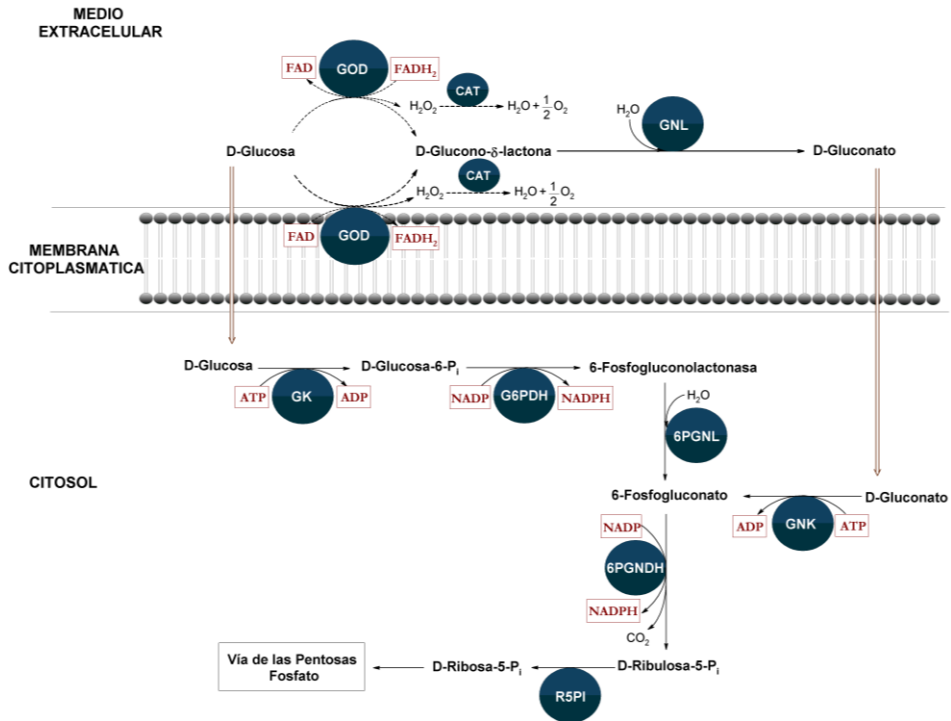 MEDIO
EXTRACELULAR
FAD
GOD
FADH₂
CAT
H₂O₂
H₂O + 1/2 O₂
H₂O
GNL
D-Glucosa
D-Glucono-δ-lactona
D-Gluconato
CAT
H₂O₂
H₂O + 1/2 O₂
FAD
GOD
FADH₂
MEMBRANA
CITOPLASMATICA
D-Glucosa
D-Glucosa-6-Pᵢ
6-Fosfogluconolactonasa
ATP
GK
ADP
NADP
G6PDH
NADPH
H₂O
6PGNL
CITOSOL
6-Fosfogluconato
D-Gluconato
ADP
GNK
ATP
NADP
6PGNDH
NADPH
CO₂
Vía de las Pentosas
Fosfato
D-Ribosa-5-Pᵢ
D-Ribulosa-5-Pᵢ
R5PI